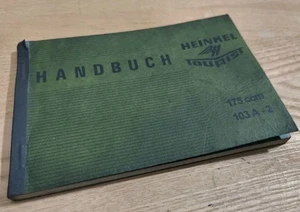 HANDBUCH
HEINKEL
TOURIST
175 ccm
103 A-2